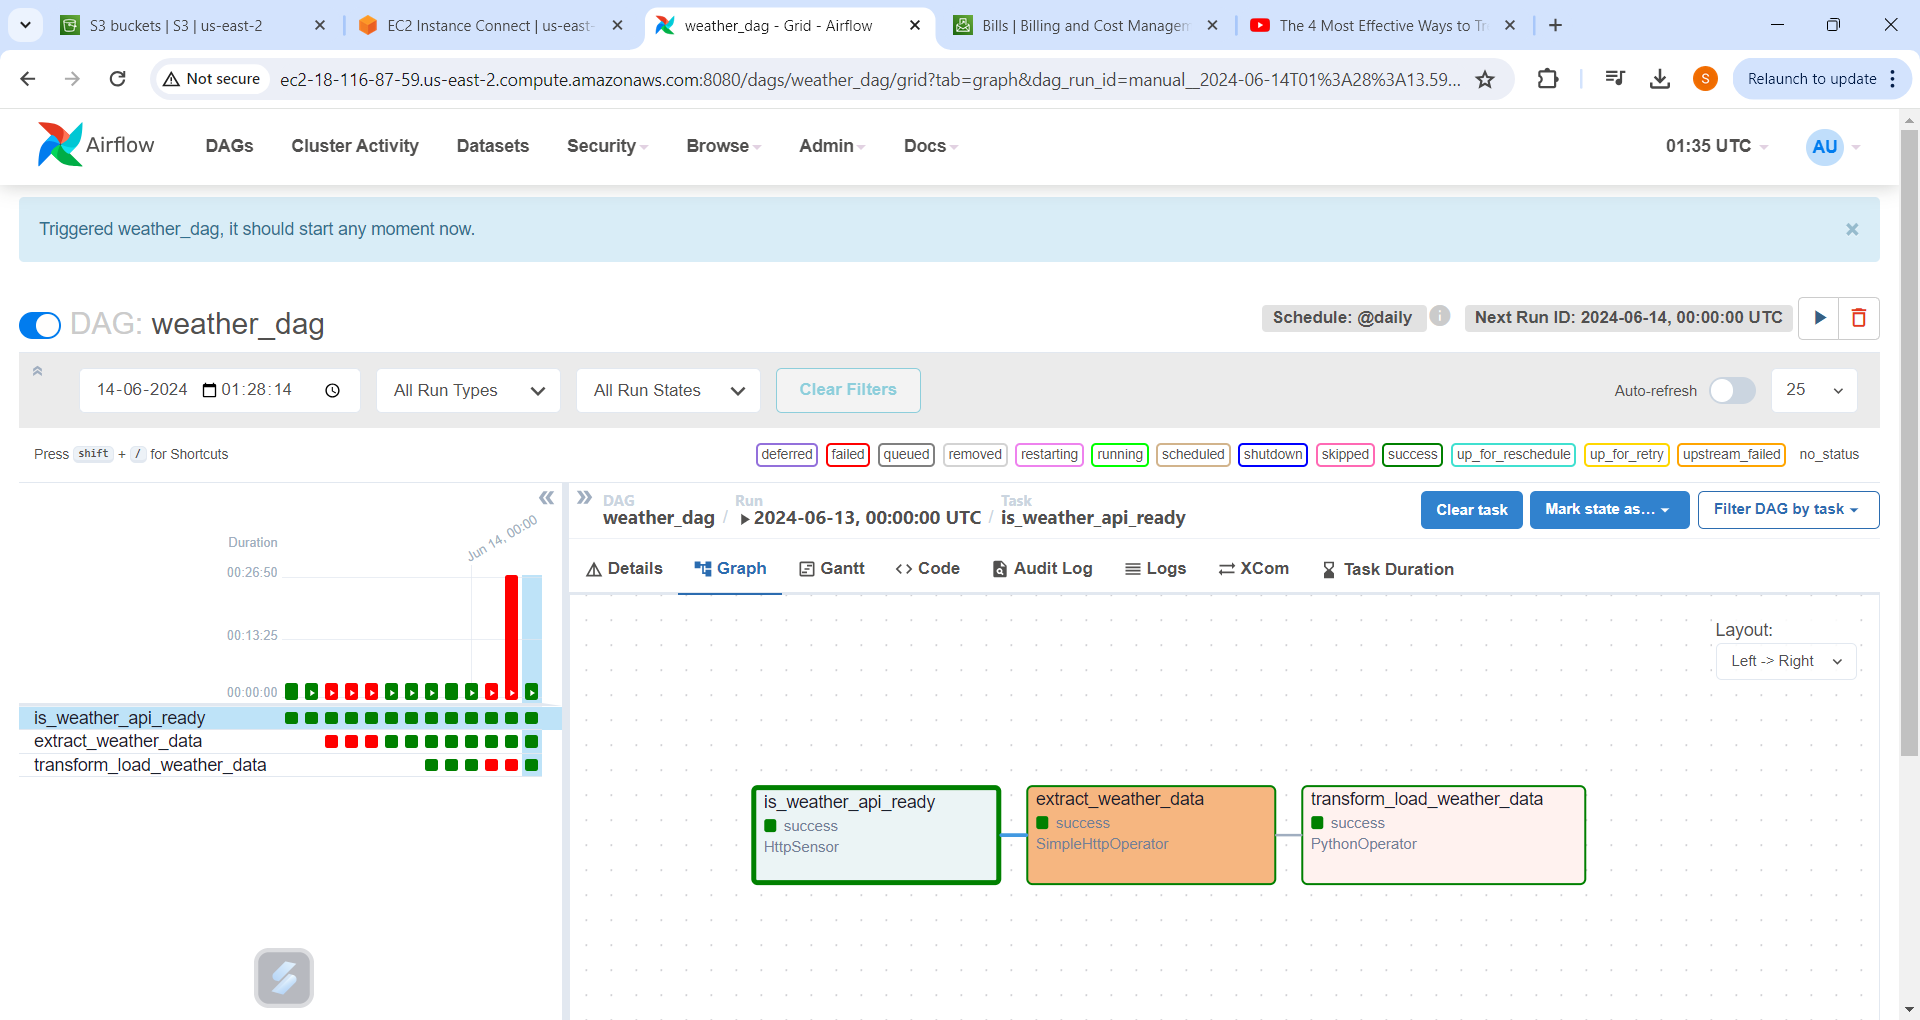 S3 buckets | S3 | us-east-2
EC2 Instance Connect | us-east-
weather_dag - Grid - Airflow
Bills | Billing and Cost Managem
The 4 Most Effective Ways to Tr
Not secure
ec2-18-116-87-59.us-east-2.compute.amazonaws.com:8080/dags/weather_dag/grid?tab=graph&dag_run_id=manual__2024-06-14T01%3A28%3A13.59...
S
Relaunch to update
Airflow
DAGs
Cluster Activity
Datasets
Security
Browse
Admin
Docs
01:35 UTC
AU
Triggered weather_dag, it should start any moment now.
×
DAG: weather_dag
Schedule: @daily
i
Next Run ID: 2024-06-14, 00:00:00 UTC
14-06-2024 01:28:14
All Run Types
All Run States
Clear Filters
Auto-refresh
25
Press shift + / for Shortcuts
deferred
failed
queued
removed
restarting
running
scheduled
shutdown
skipped
success
up_for_reschedule
up_for_retry
upstream_failed
no_status
Duration
Jun 14, 00:00
00:26:50
00:13:25
00:00:00
is_weather_api_ready
extract_weather_data
transform_load_weather_data
DAG
weather_dag
/
Run
2024-06-13, 00:00:00 UTC
/
Task
is_weather_api_ready
Clear task
Mark state as...
Filter DAG by task
Details
Graph
Gantt
Code
Audit Log
Logs
XCom
Task Duration
Layout:
Left -> Right
is_weather_api_ready
success
HttpSensor
extract_weather_data
success
SimpleHttpOperator
transform_load_weather_data
success
PythonOperator